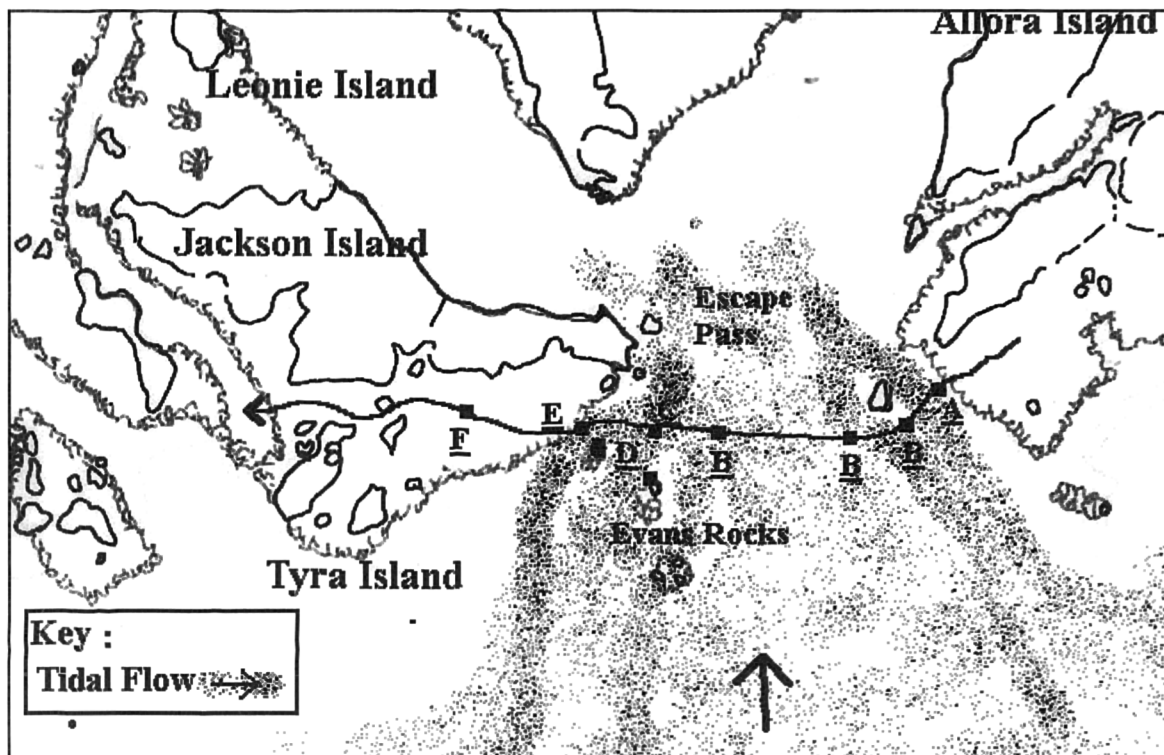 Allora Island
Leonie Island
Jackson Island
Escape
Pass
A
E
F
D
B
B
B
Evans Rocks
Tyra Island
Key :
Tidal Flow